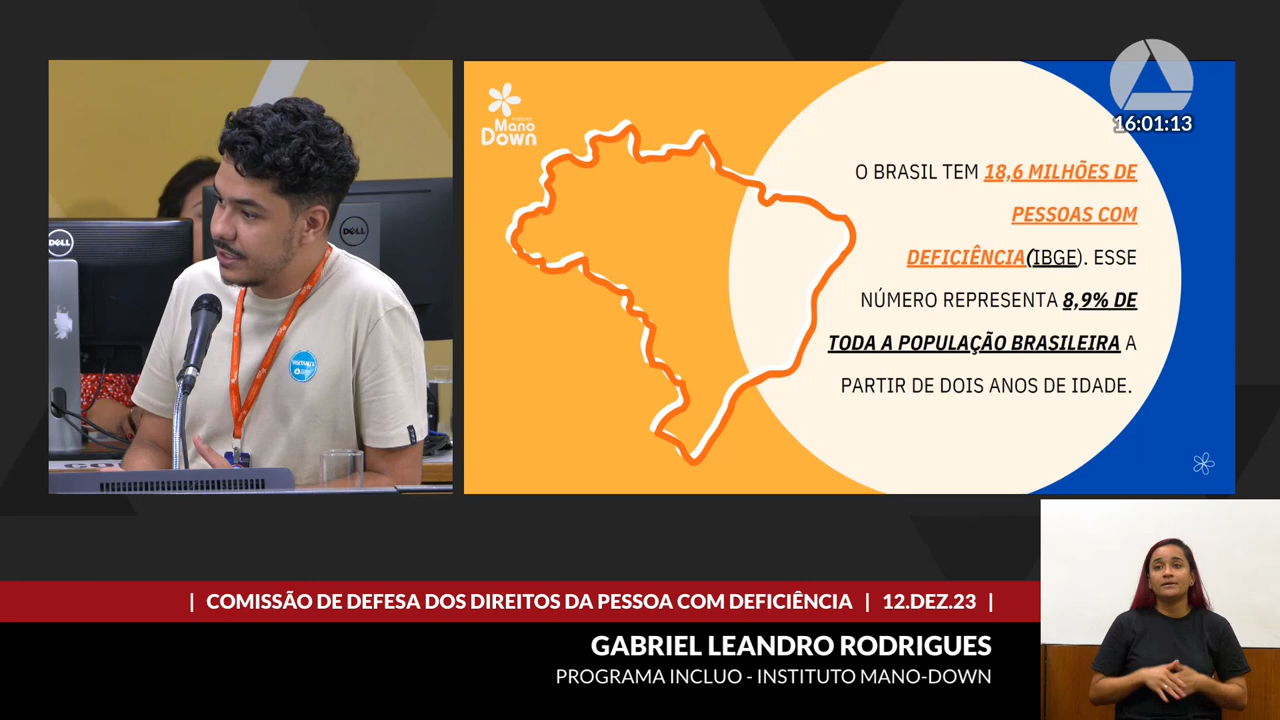 DELL
DELL
VISITANTE
INSTITUTO
Mano
Down
16:01:13
O BRASIL TEM 18,6 MILHÕES DE
PESSOAS COM
DEFICIÊNCIA(IBGE). ESSE
NÚMERO REPRESENTA 8,9% DE
TODA A POPULAÇÃO BRASILEIRA A
PARTIR DE DOIS ANOS DE IDADE.
| COMISSÃO DE DEFESA DOS DIREITOS DA PESSOA COM DEFICIÊNCIA | 12.DEZ.23 |
GABRIEL LEANDRO RODRIGUES
PROGRAMA INCLUO - INSTITUTO MANO-DOWN